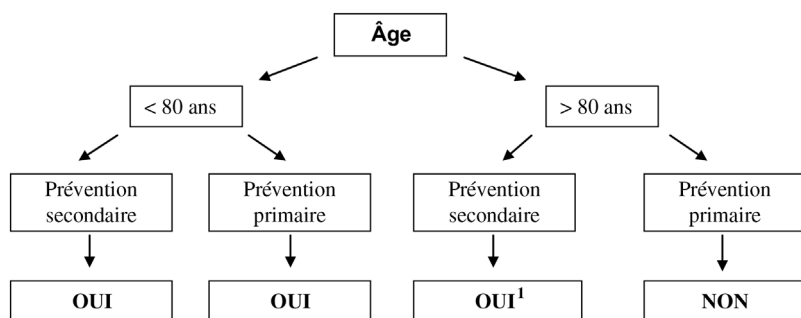 Âge
< 80 ans
> 80 ans
Prévention
secondaire
Prévention
primaire
Prévention
secondaire
Prévention
primaire
OUI
OUI
OUI¹
NON